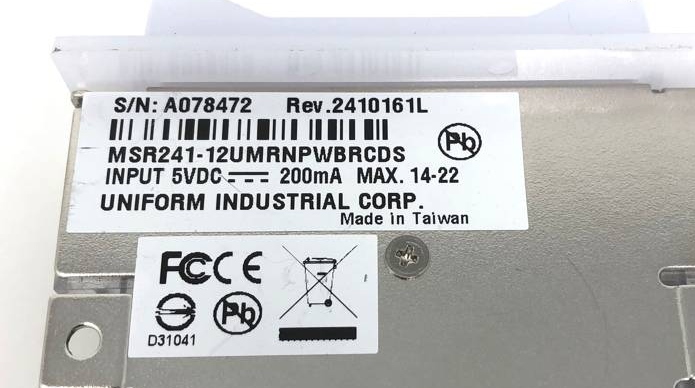 S/N: A078472 Rev.2410161L
MSR241-12UMRNPWBRCDS
Pb
INPUT 5VDC 200mA MAX. 14-22
UNIFORM INDUSTRIAL CORP.
Made in Taiwan
FC CE
Pb
D31041